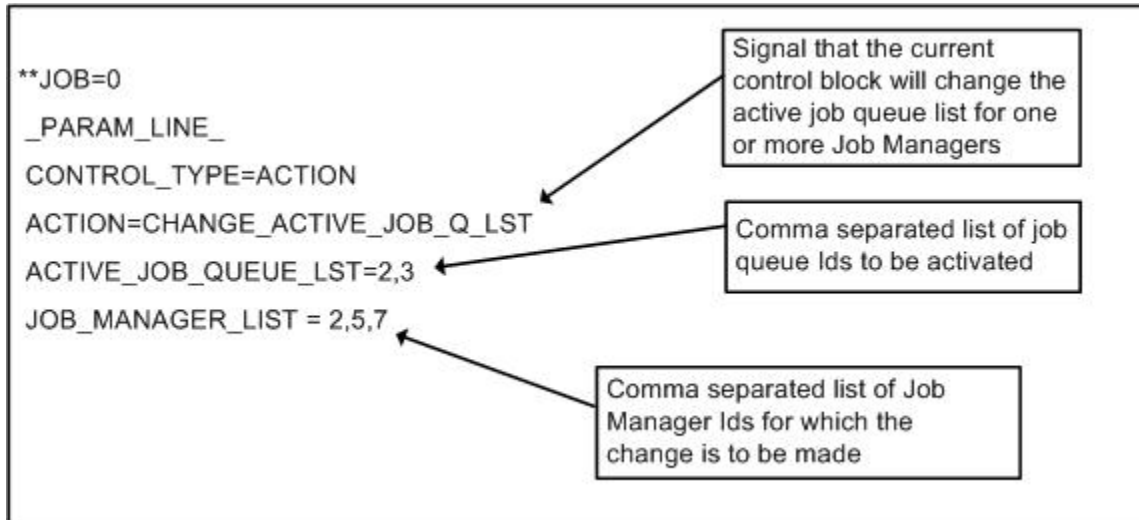 **JOB=0
_PARAM_LINE_
CONTROL_TYPE=ACTION
ACTION=CHANGE_ACTIVE_JOB_Q_LST
ACTIVE_JOB_QUEUE_LST=2,3
JOB_MANAGER_LIST = 2,5,7
Signal that the current
control block will change the
active job queue list for one
or more Job Managers
Comma separated list of job
queue Ids to be activated
Comma separated list of Job
Manager Ids for which the
change is to be made